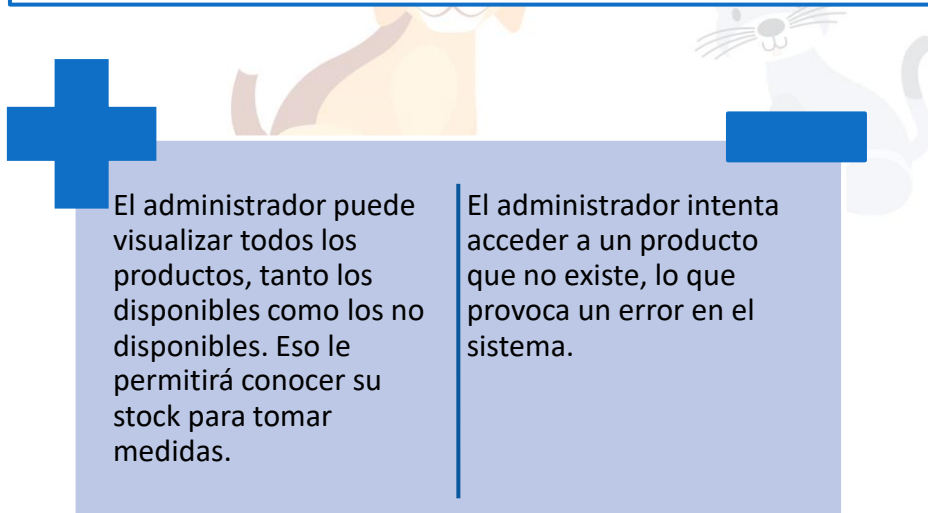 El administrador puede
visualizar todos los
productos, tanto los
disponibles como los no
disponibles. Eso le
permitirá conocer su
stock para tomar
medidas.
El administrador intenta
acceder a un producto
que no existe, lo que
provoca un error en el
sistema.